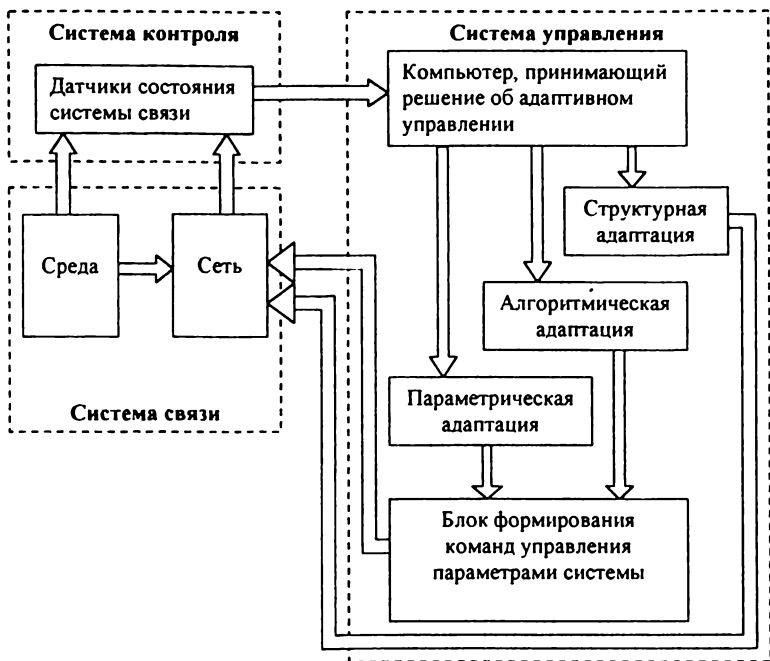 Система контроля
Датчики состояния
системы связи
Система управления
Компьютер, принимающий
решение об адаптивном
управлении
Структурная
адаптация
Среда
Сеть
Алгоритмическая
адаптация
Система связи
Параметрическая
адаптация
Блок формирования
команд управления
параметрами системы